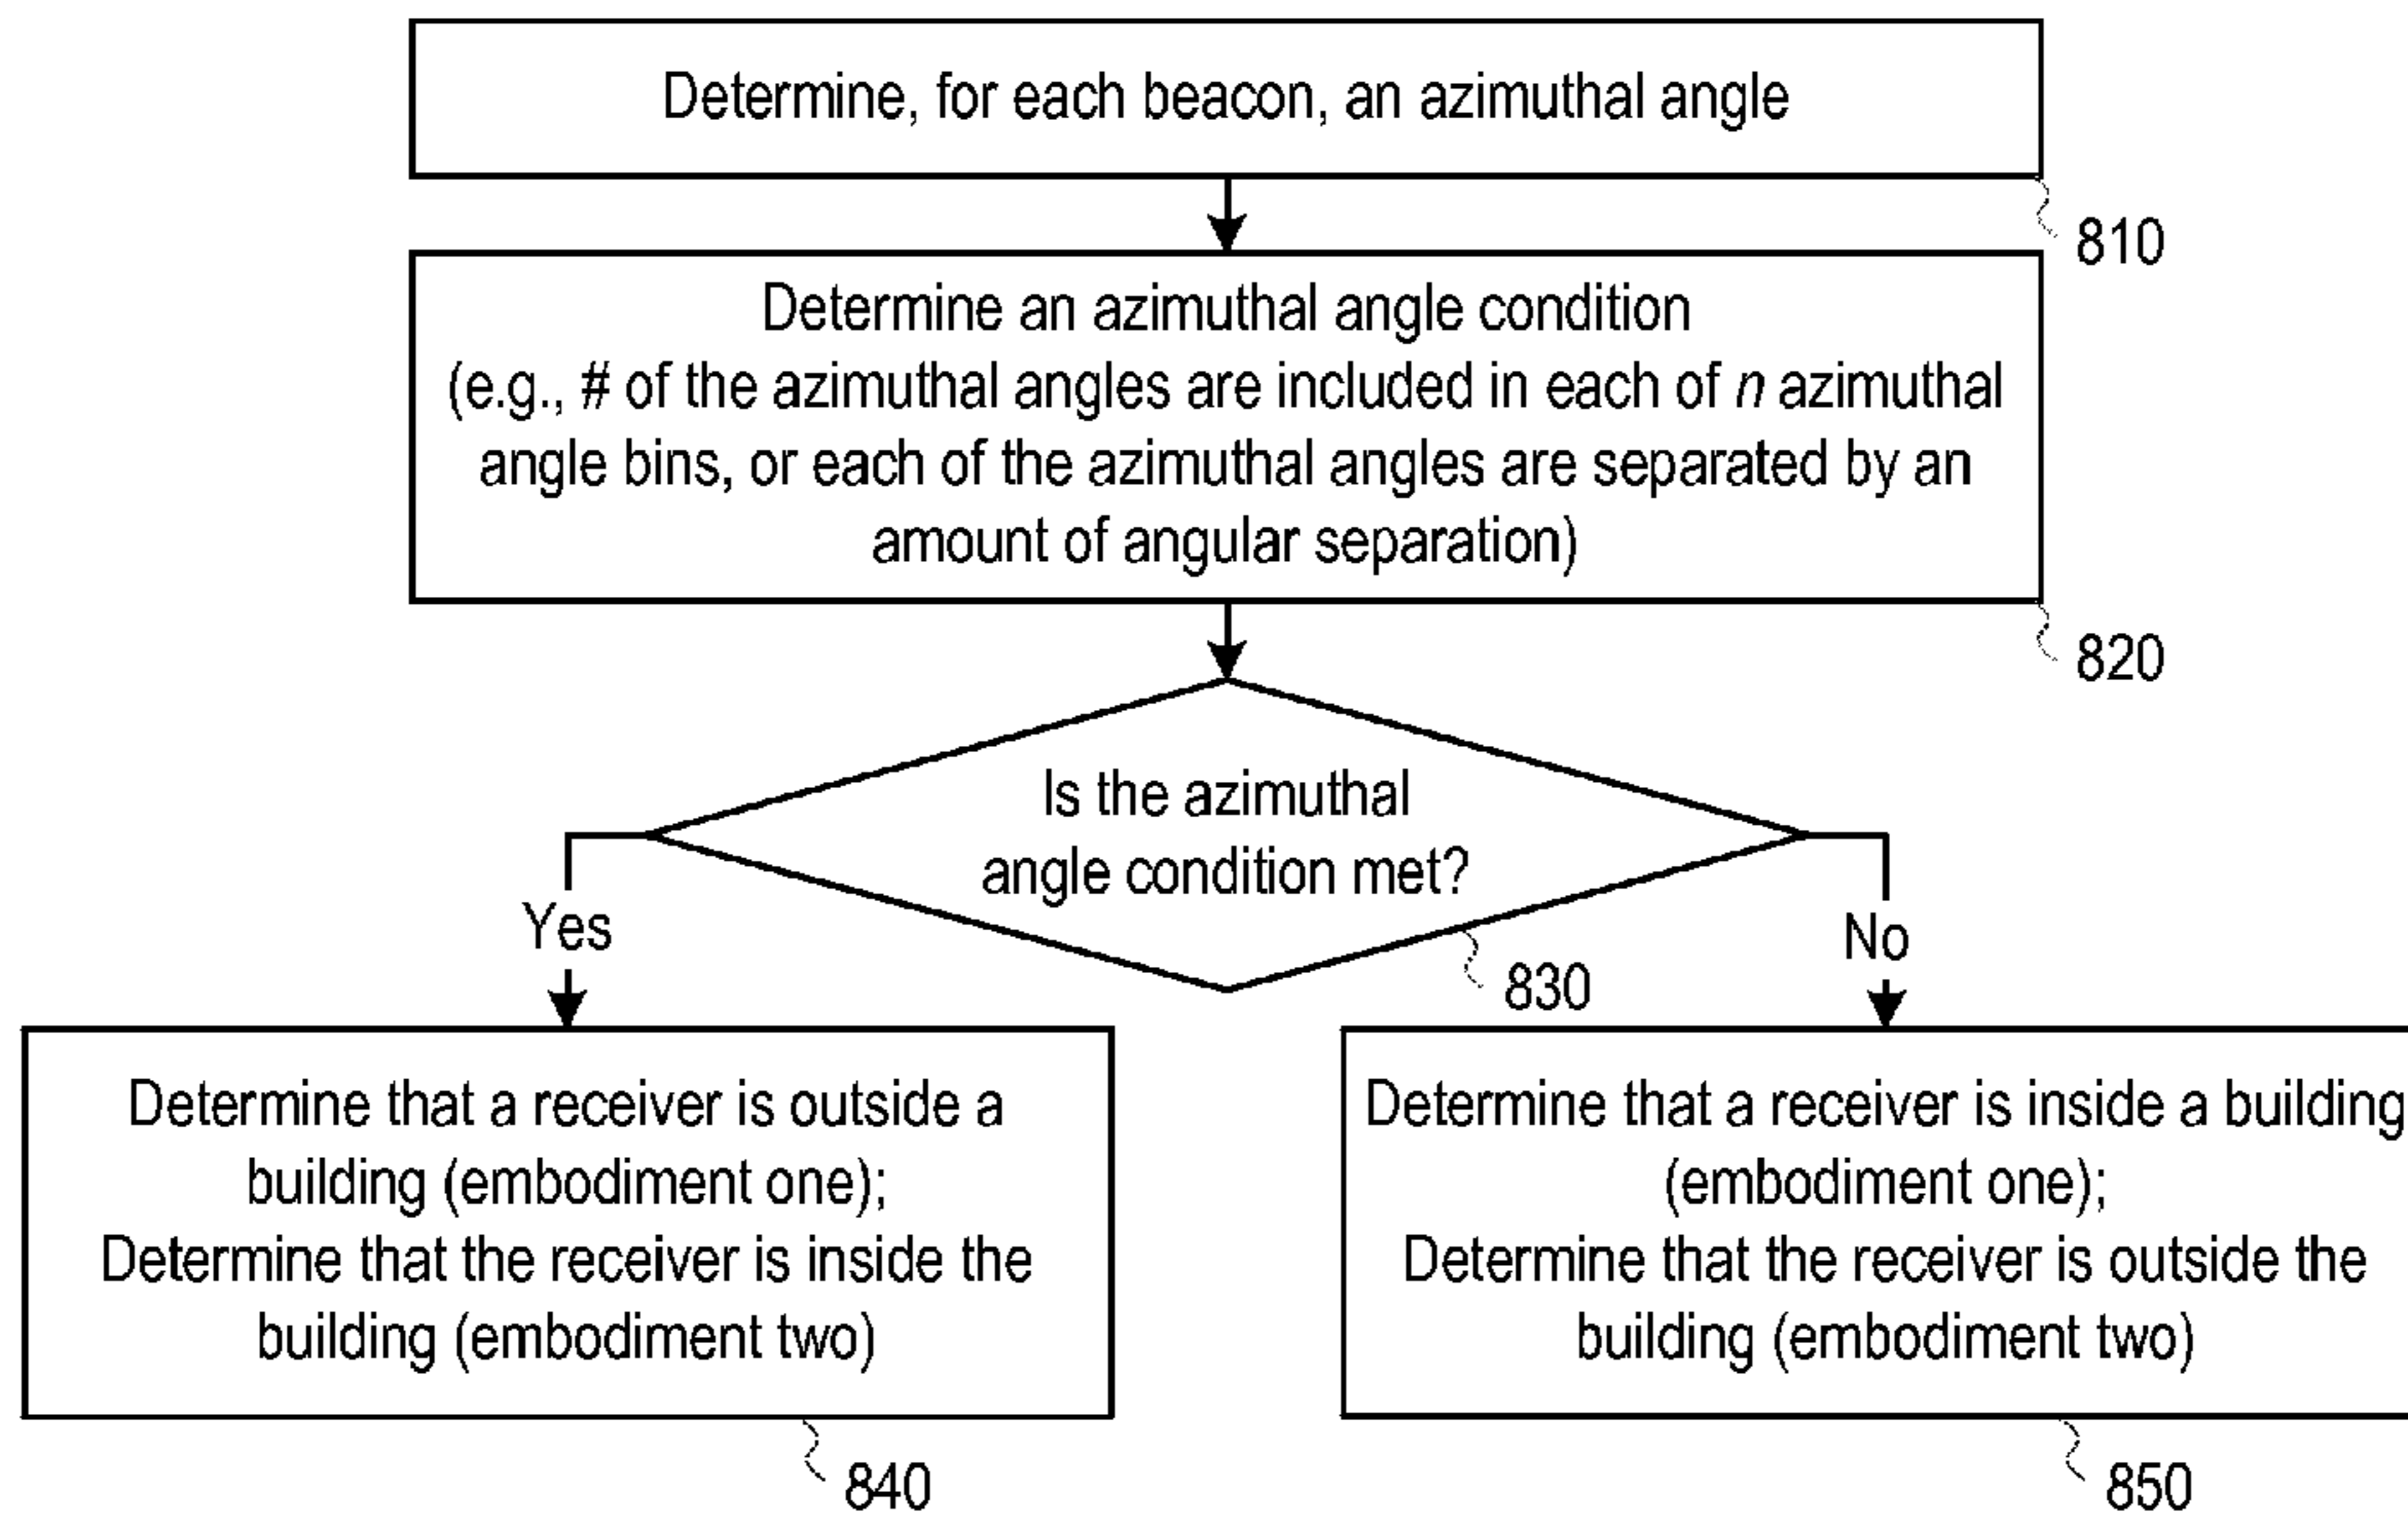 Determine, for each beacon, an azimuthal angle
810
Determine an azimuthal angle condition
(e.g., # of the azimuthal angles are included in each of n azimuthal
angle bins, or each of the azimuthal angles are separated by an
amount of angular separation)
820
Is the azimuthal
angle condition met?
830
Yes
No
Determine that a receiver is outside a
building (embodiment one);
Determine that the receiver is inside the
building (embodiment two)
840
Determine that a receiver is inside a building
(embodiment one);
Determine that the receiver is outside the
building (embodiment two)
850